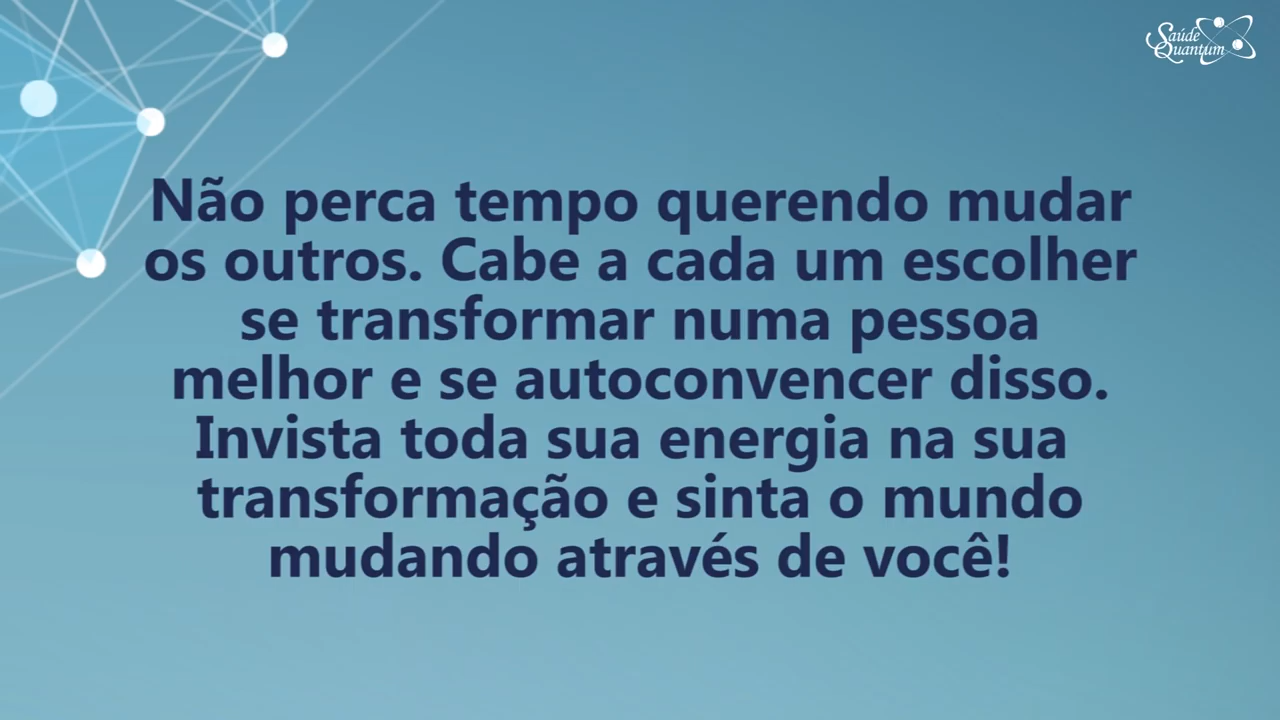 Saúde
Quantum
Não perca tempo querendo mudar
os outros. Cabe a cada um escolher
se transformar numa pessoa
melhor e se autoconvencer disso.
Invista toda sua energia na sua
transformação e sinta o mundo
mudando através de você!